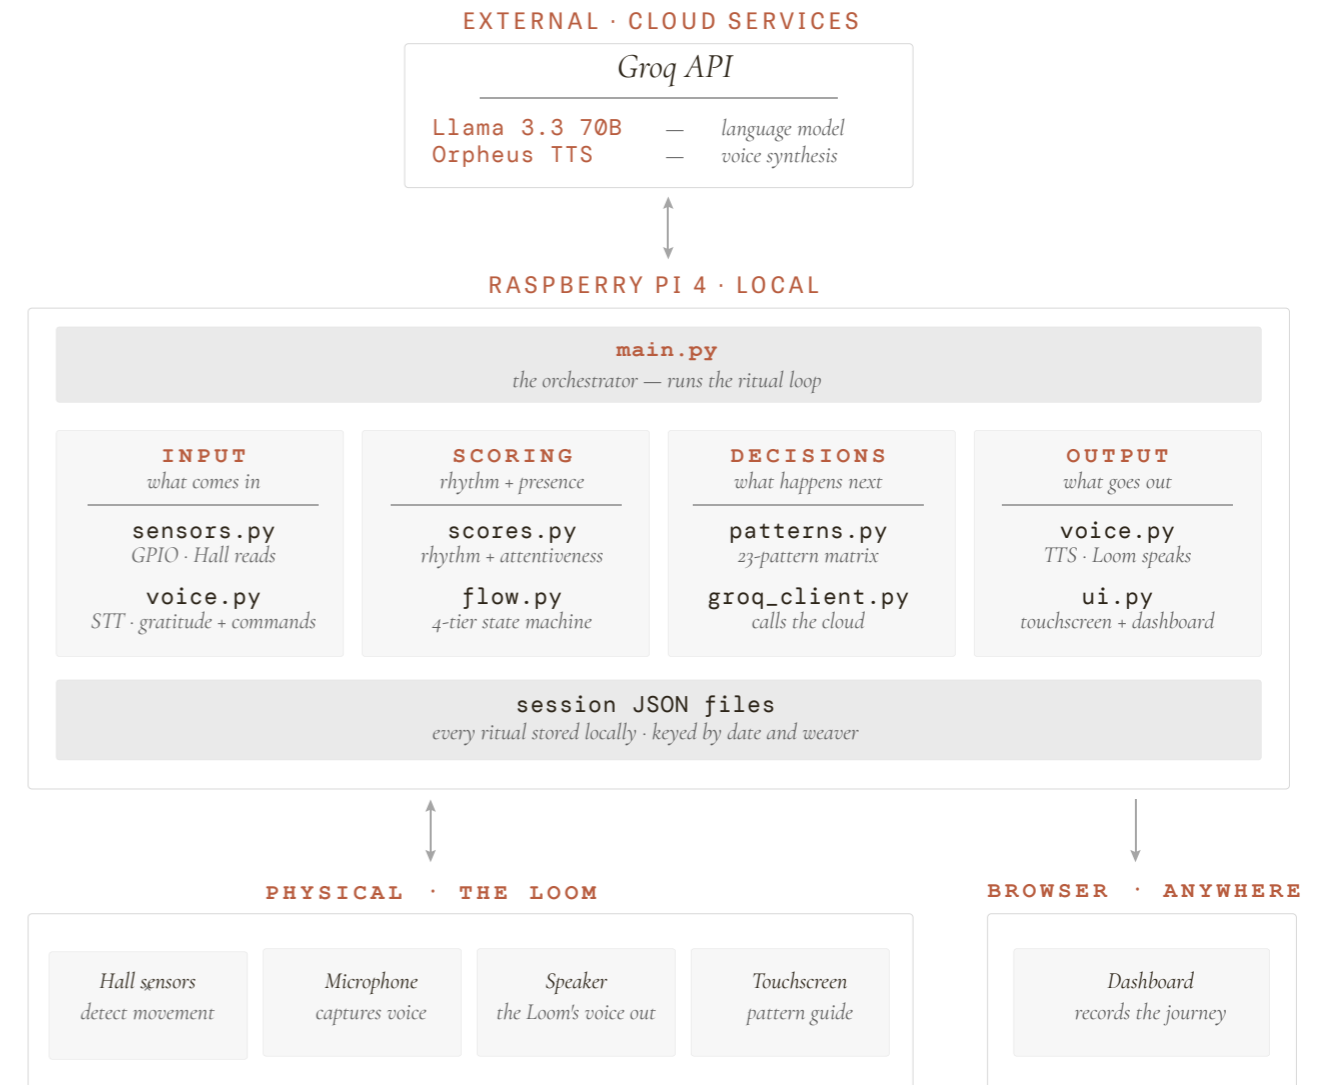 EXTERNAL · CLOUD SERVICES
Groq API
Llama 3.3 70B — language model
Orpheus TTS — voice synthesis
RASPBERRY PI 4 · LOCAL
main.py
the orchestrator — runs the ritual loop
INPUT
what comes in
sensors.py
GPIO · Hall reads
voice.py
STT · gratitude + commands
SCORING
rhythm + presence
scores.py
rhythm + attentiveness
flow.py
4-tier state machine
DECISIONS
what happens next
patterns.py
23-pattern matrix
groq_client.py
calls the cloud
OUTPUT
what goes out
voice.py
TTS · Loom speaks
ui.py
touchscreen + dashboard
session JSON files
every ritual stored locally · keyed by date and weaver
PHYSICAL · THE LOOM
Hall sensors
detect movement
Microphone
captures voice
Speaker
the Loom's voice out
Touchscreen
pattern guide
BROWSER · ANYWHERE
Dashboard
records the journey